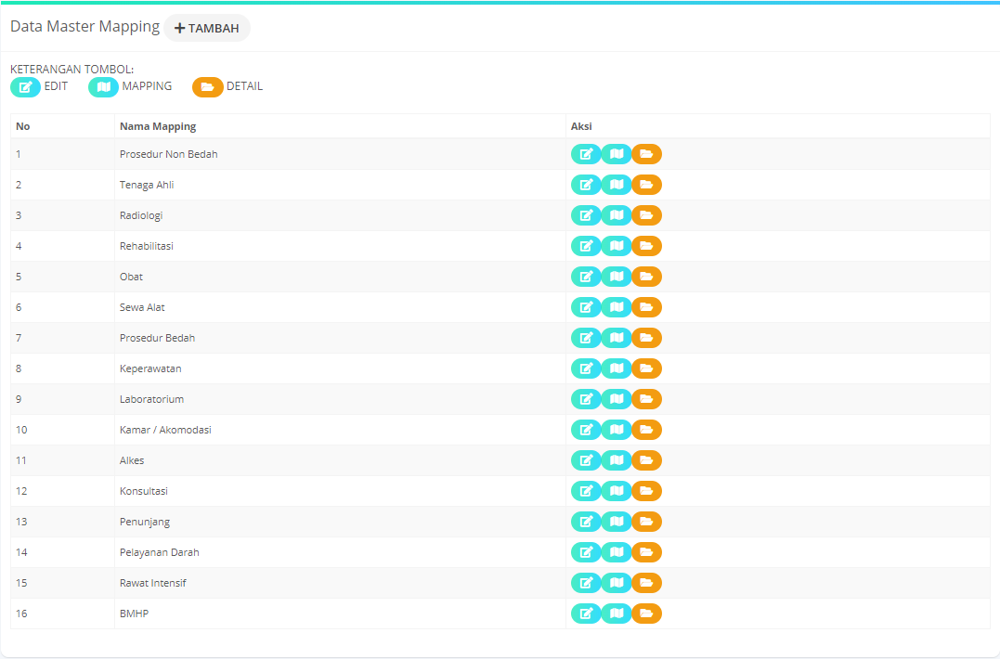 Data Master Mapping + TAMBAH
KETERANGAN TOMBOL:
EDIT MAPPING DETAIL
No Nama Mapping Aksi
1 Prosedur Non Bedah
2 Tenaga Ahli
3 Radiologi
4 Rehabilitasi
5 Obat
6 Sewa Alat
7 Prosedur Bedah
8 Keperawatan
9 Laboratorium
10 Kamar / Akomodasi
11 Alkes
12 Konsultasi
13 Penunjang
14 Pelayanan Darah
15 Rawat Intensif
16 BMHP